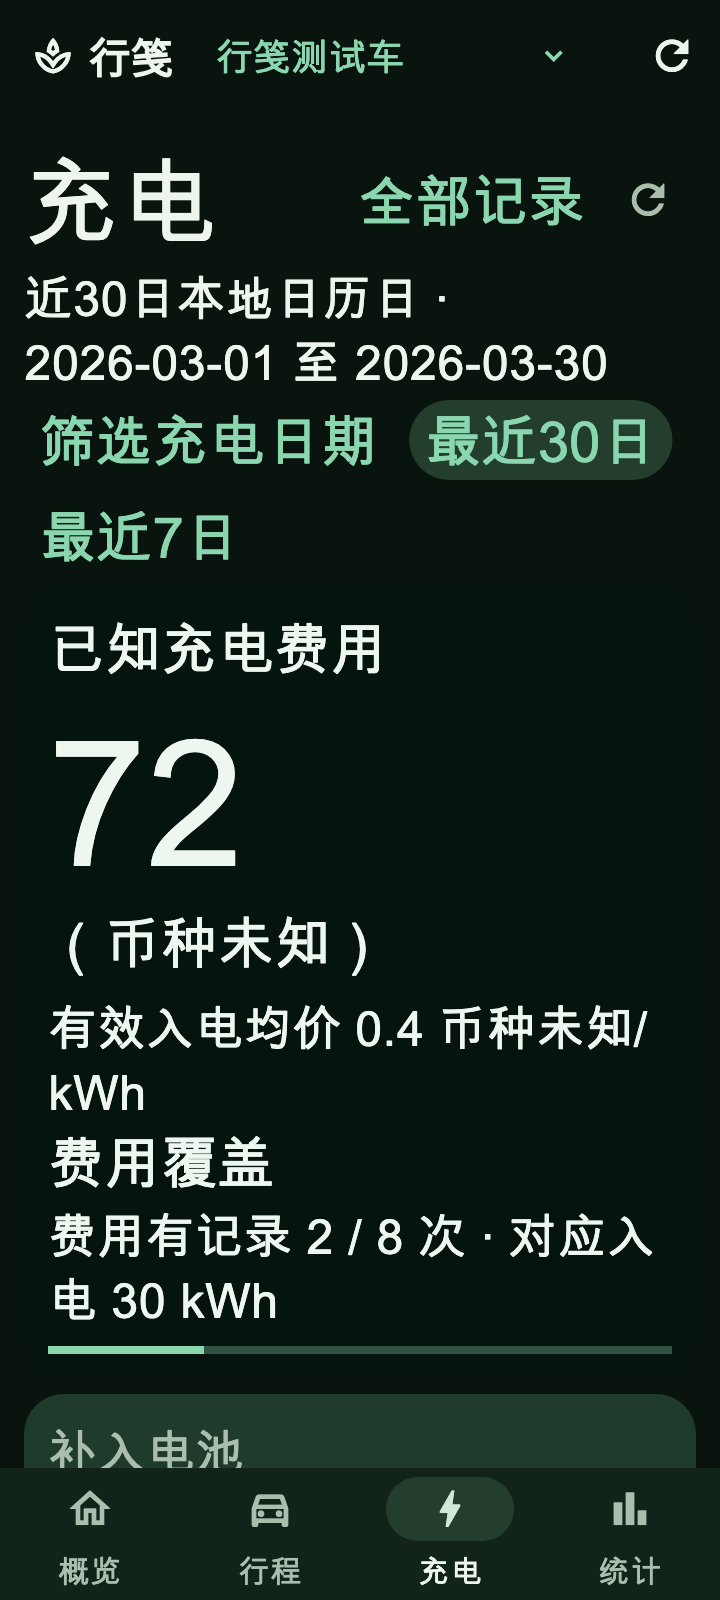 行笺 行笺测试车
充电 全部记录
近30日本地日历日 ·
2026-03-01 至 2026-03-30
筛选充电日期 最近30日
最近7日
已知充电费用
72
（币种未知）
有效入电均价 0.4 币种未知/
kWh
费用覆盖
费用有记录 2 / 8 次 · 对应入
电 30 kWh
补入电池
概览 行程 充电 统计